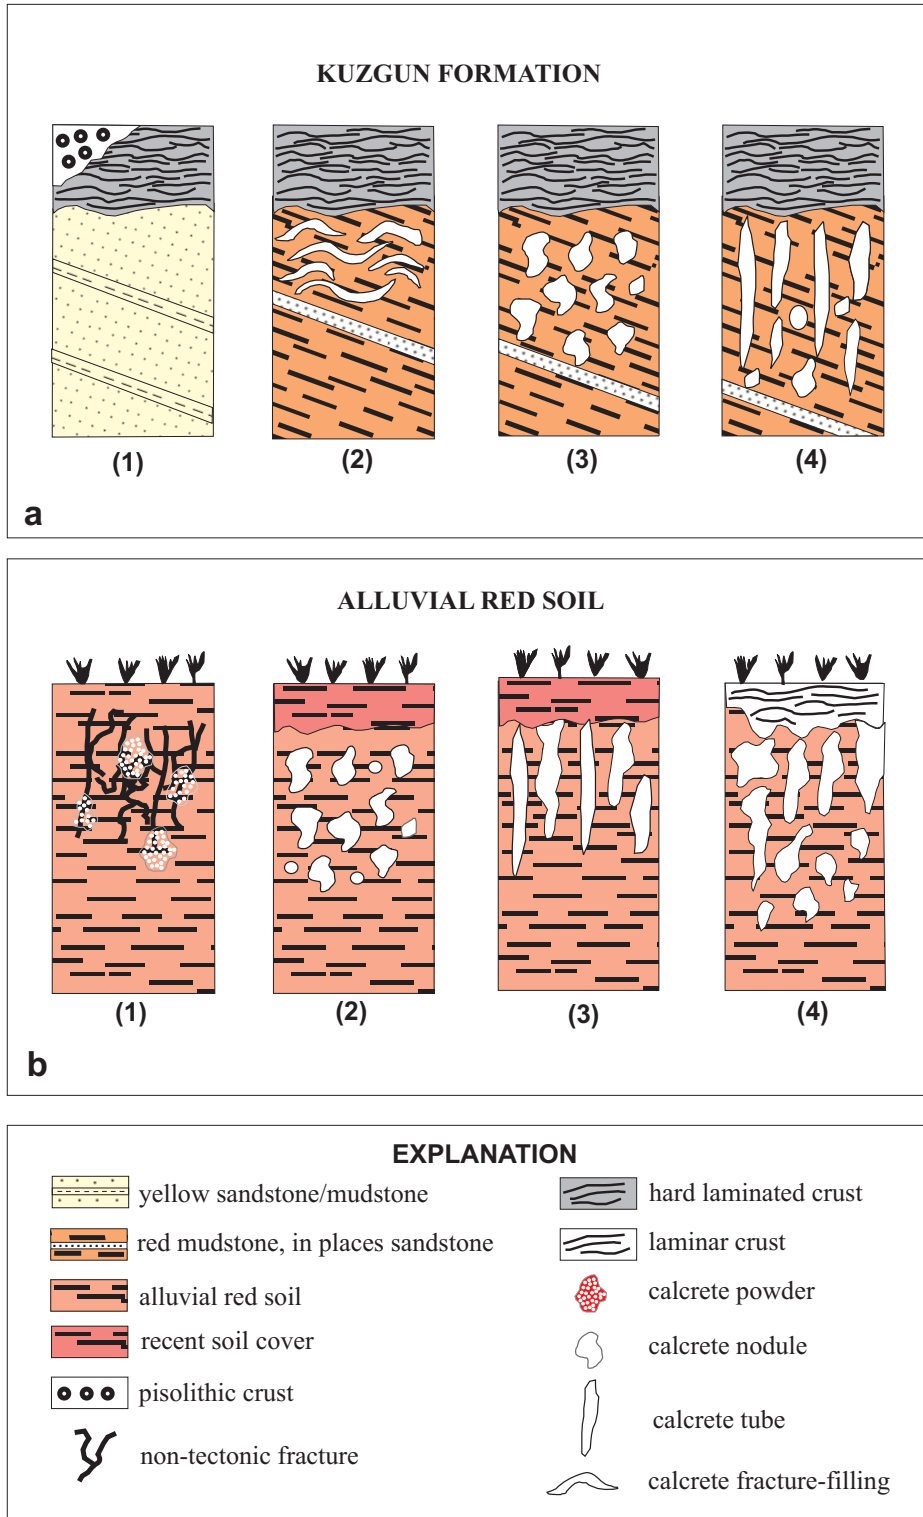 KUZGUN FORMATION
(1)
(2)
(3)
(4)
a
ALLUVIAL RED SOIL
(1)
(2)
(3)
(4)
b
EXPLANATION
yellow sandstone/mudstone
hard laminated crust
red mudstone, in places sandstone
laminar crust
alluvial red soil
calcrete powder
recent soil cover
calcrete nodule
pisolithic crust
calcrete tube
non-tectonic fracture
calcrete fracture-filling